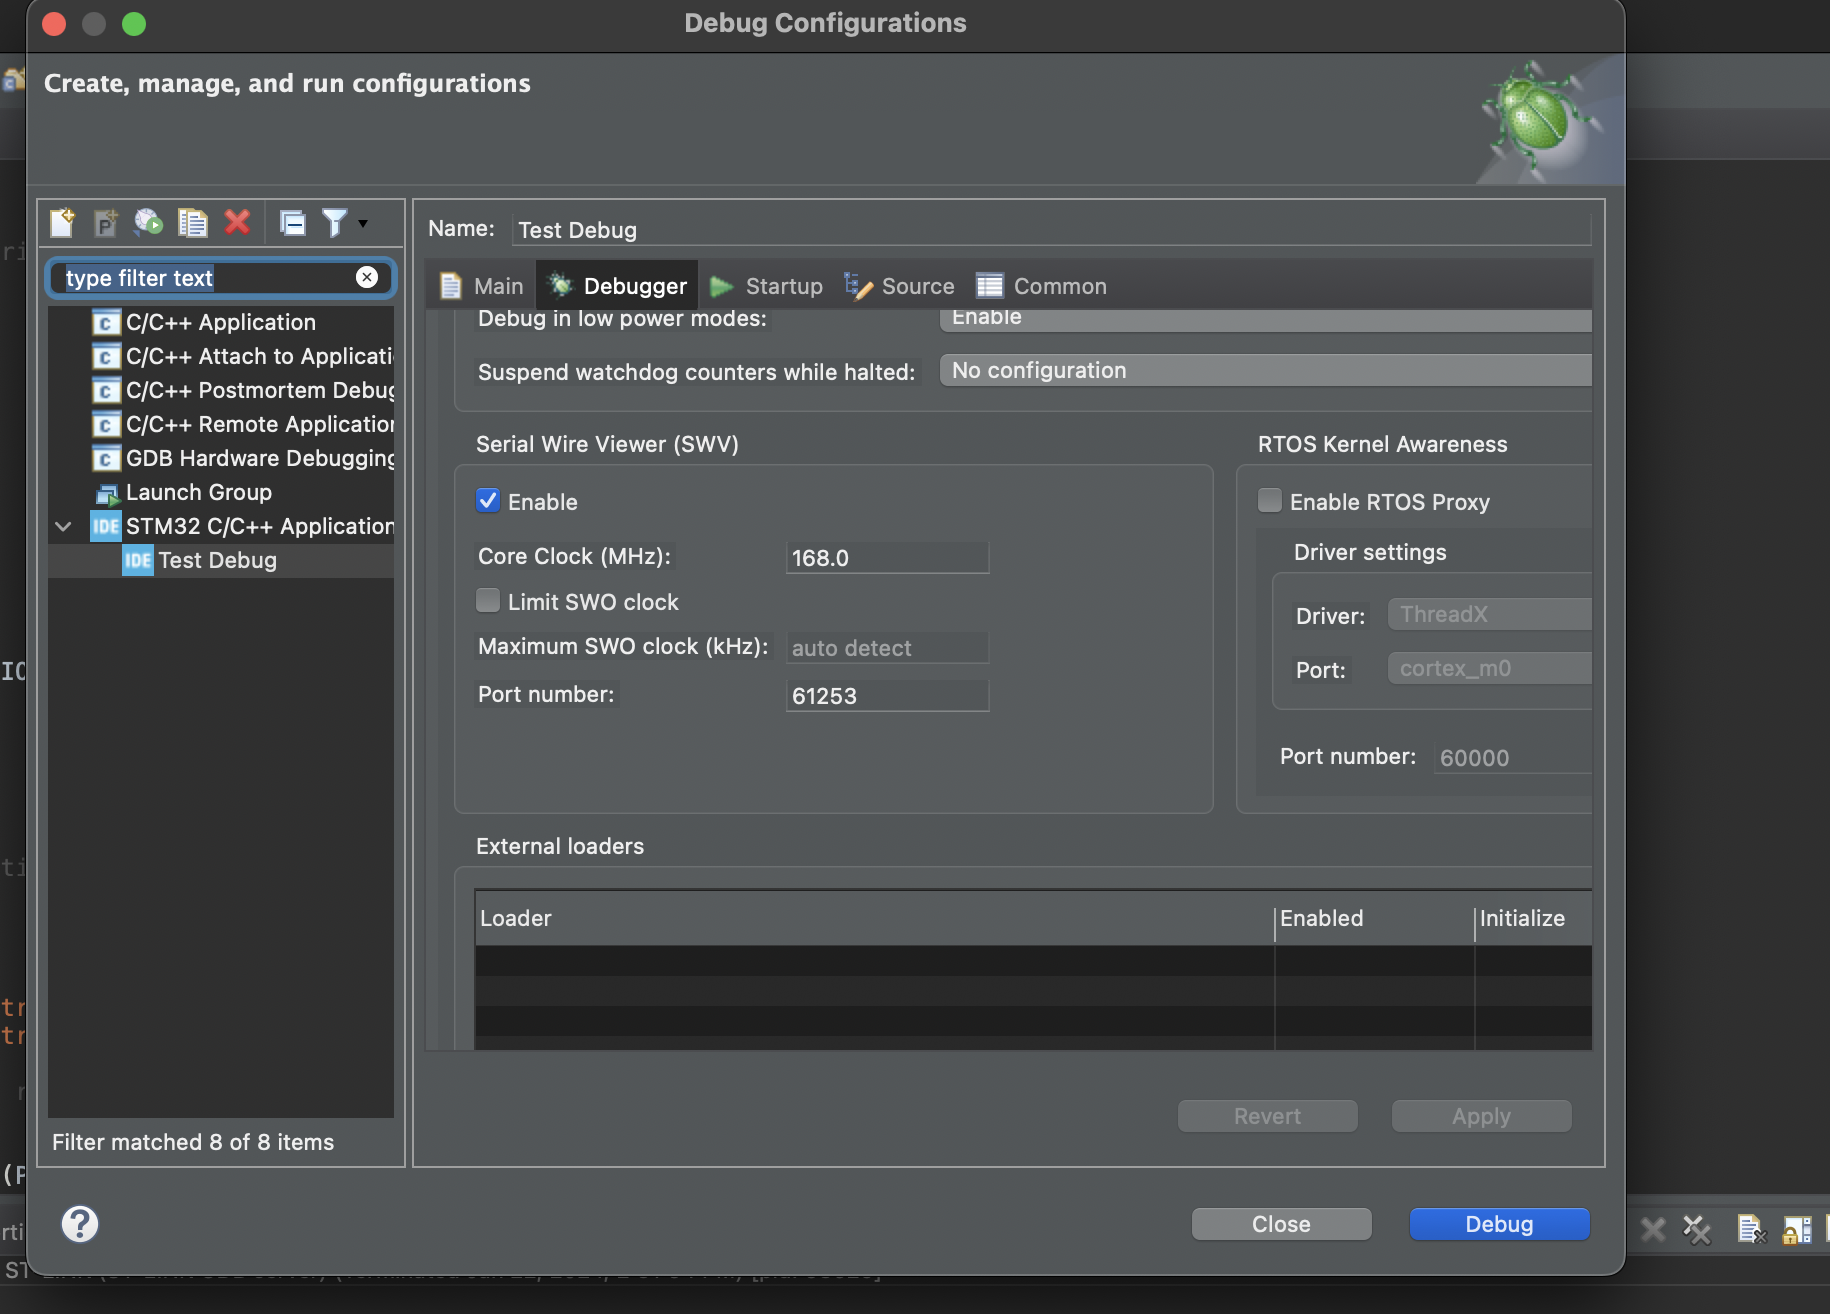 Debug Configurations
Create, manage, and run configurations
type filter text
C/C++ Application
C/C++ Attach to Applicati
C/C++ Postmortem Debug
C/C++ Remote Application
GDB Hardware Debugging
Launch Group
IDE STM32 C/C++ Application
IDE Test Debug
Filter matched 8 of 8 items
Name: Test Debug
Main Debugger Startup Source Common
Debug in low power modes: Enable
Suspend watchdog counters while halted: No configuration
Serial Wire Viewer (SWV)
Enable
Core Clock (MHz): 168.0
Limit SWO clock
Maximum SWO clock (kHz): auto detect
Port number: 61253
RTOS Kernel Awareness
Enable RTOS Proxy
Driver settings
Driver: ThreadX
Port: cortex_m0
Port number: 60000
External loaders
Loader Enabled Initialize
Revert Apply
Close Debug